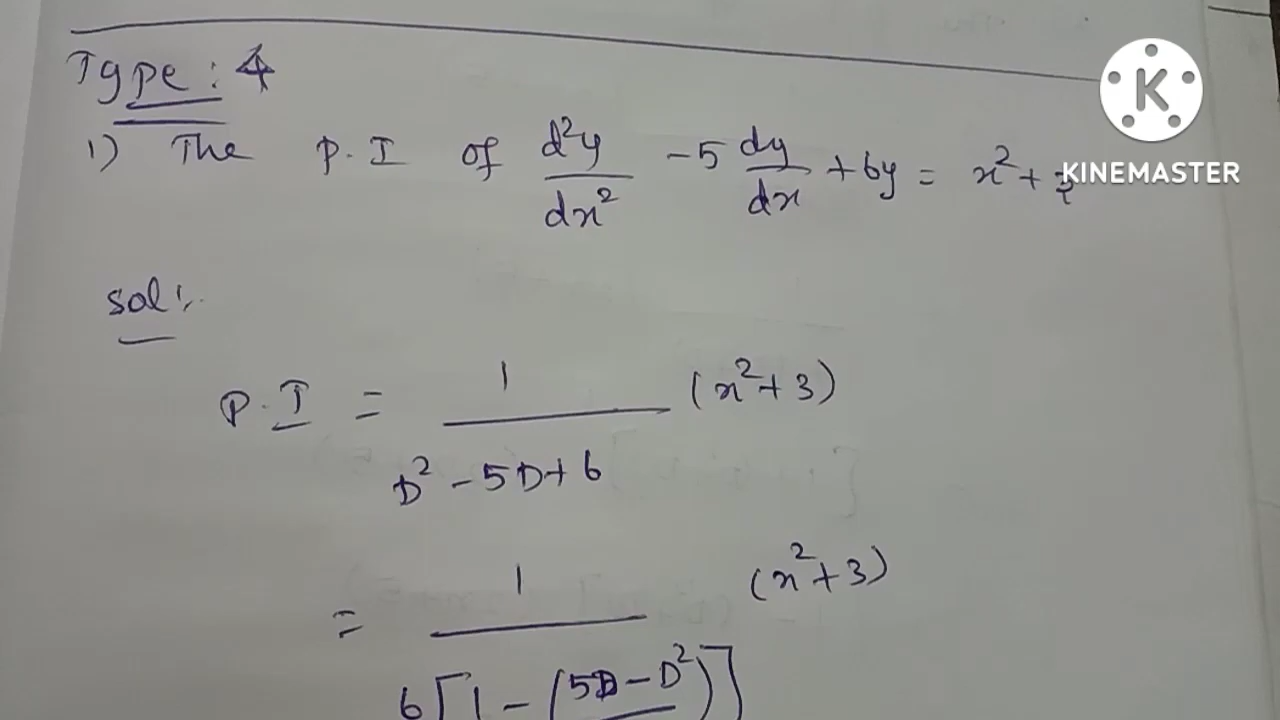 Type: 4
1) The P.I of d²y/dx² -5 dy/dx +6y = x² +
KINEMASTER
Sol:
P.I = 1/(D² - 5D + 6) (x² + 3)
= 1/6[1 - (5D - D²)] (x² + 3)